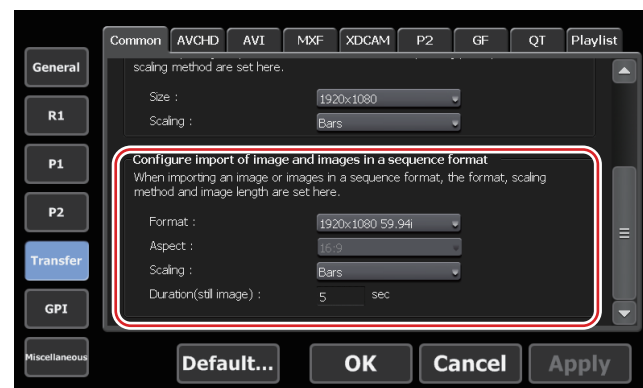 Common AVCHD AVI MXF XDCAM P2 GF QT Playlist
General
R1
P1
P2
Transfer
GPI
Miscellaneous
scaling method are set here.
Size : 1920x1080
Scaling : Bars
Configure import of image and images in a sequence format
When importing an image or images in a sequence format, the format, scaling
method and image length are set here.
Format : 1920x1080 59.94i
Aspect : 16:9
Scaling : Bars
Duration(still image) : 5 sec
Default... OK Cancel Apply